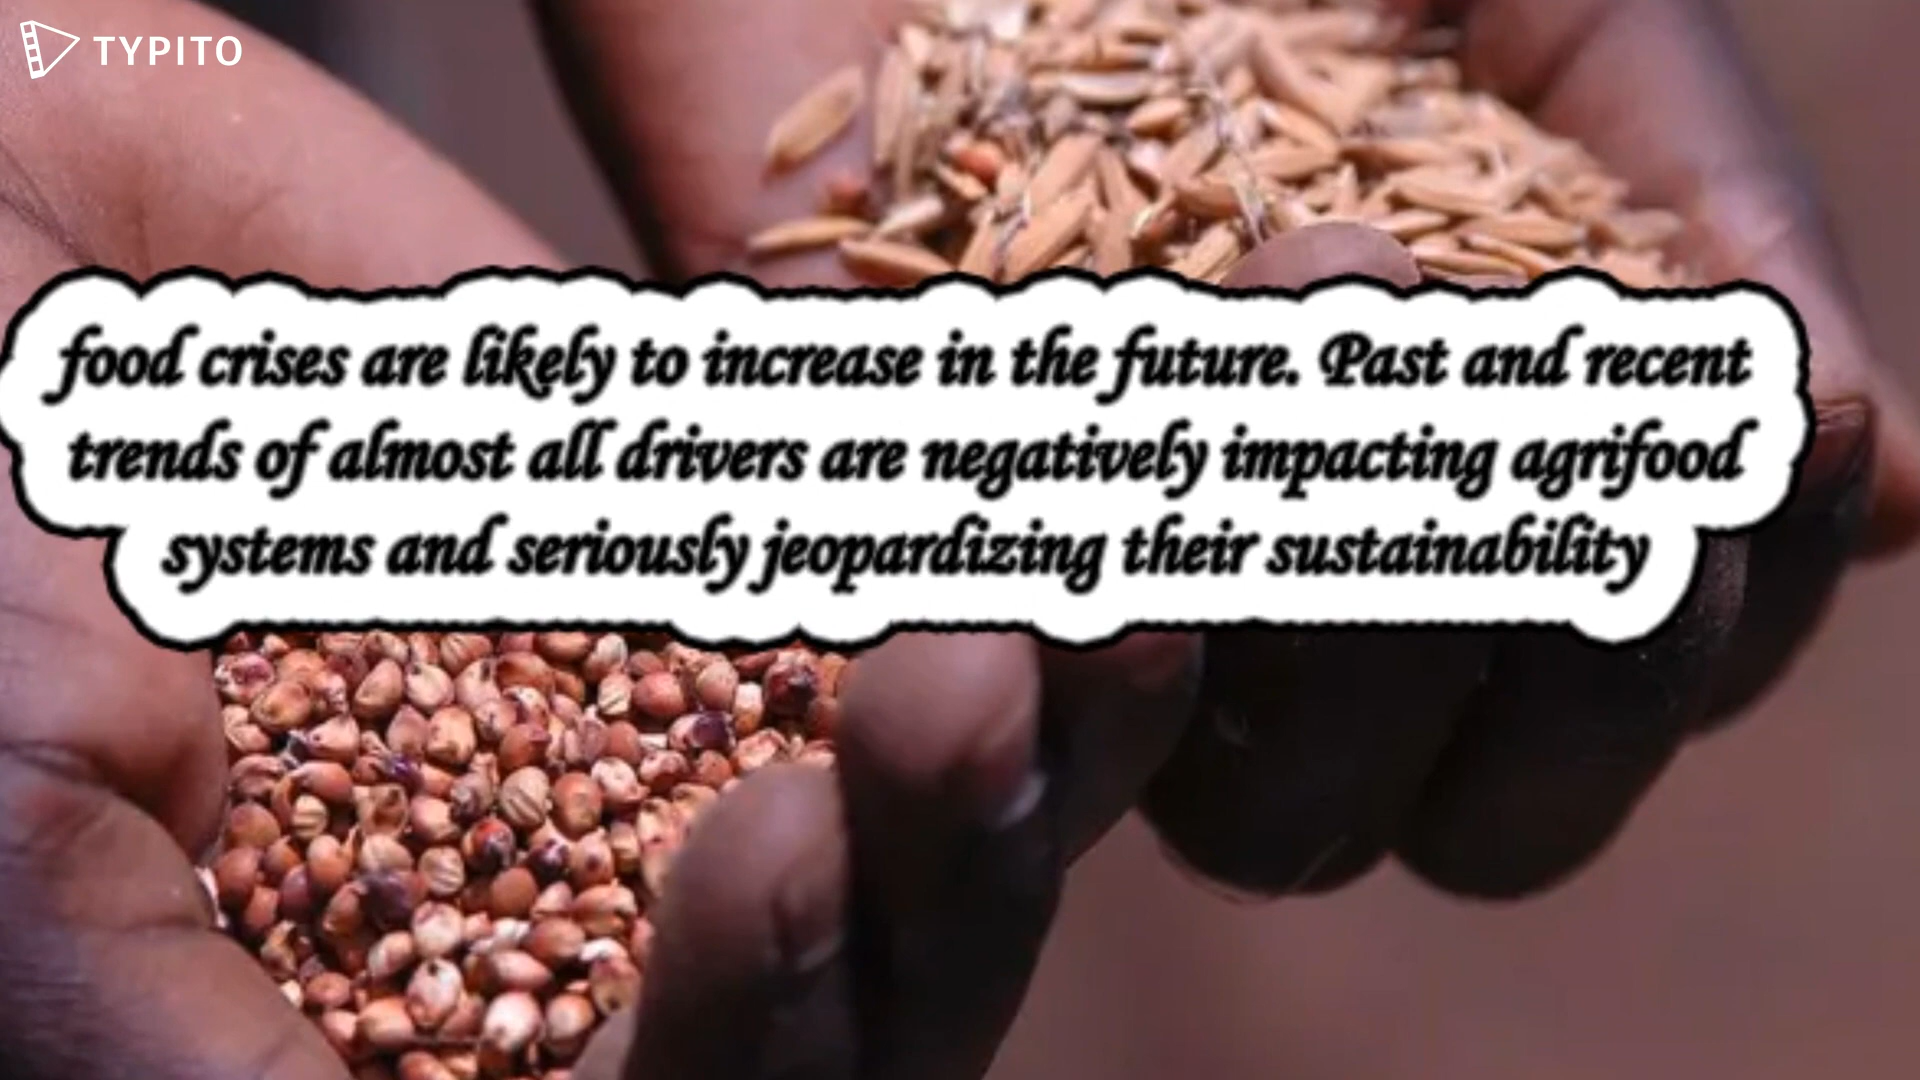 TYPITO
food crises are likely to increase in the future. Past and recent
trends of almost all drivers are negatively impacting agrifood
systems and seriously jeopardizing their sustainability